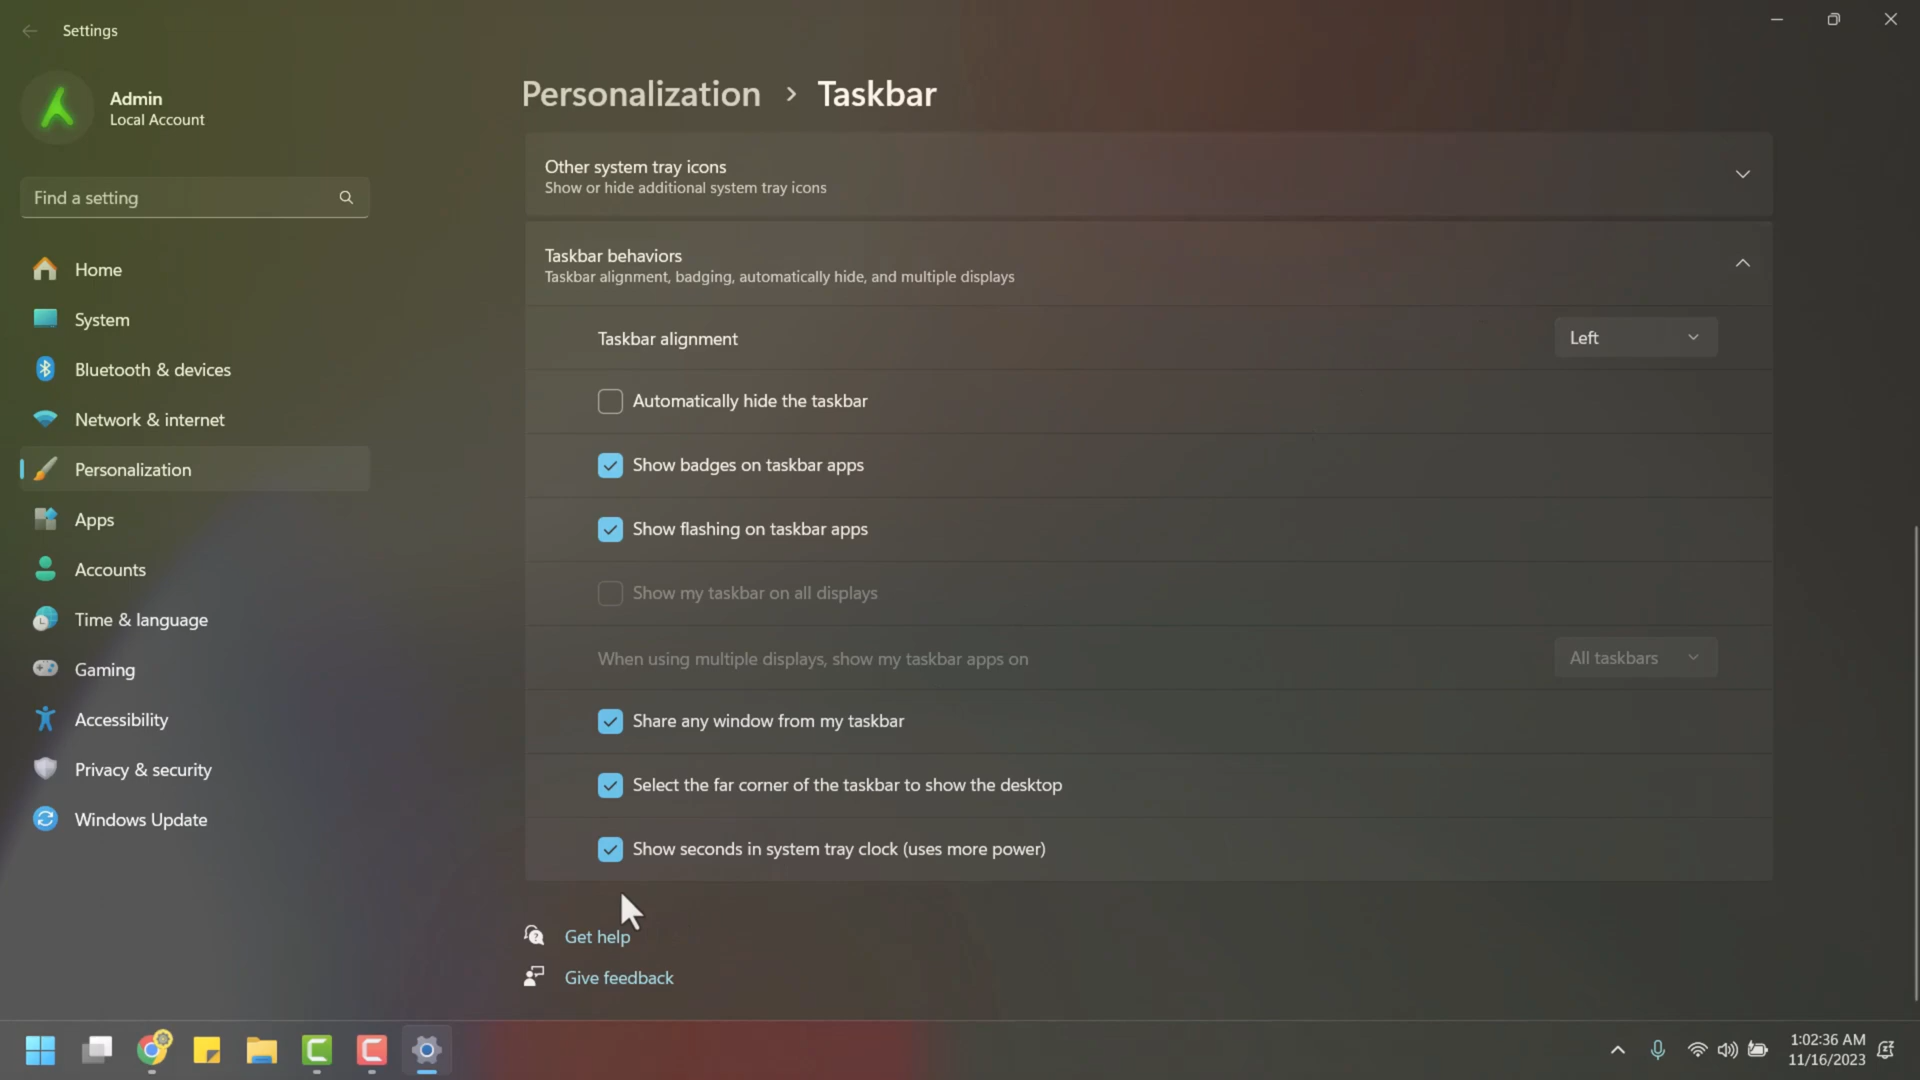 Settings
Admin
Local Account
Find a setting
Home
System
Bluetooth & devices
Network & internet
Personalization
Apps
Accounts
Time & language
Gaming
Accessibility
Privacy & security
Windows Update
Personalization > Taskbar
Other system tray icons
Show or hide additional system tray icons
Taskbar behaviors
Taskbar alignment, badging, automatically hide, and multiple displays
Taskbar alignment
Left
Automatically hide the taskbar
Show badges on taskbar apps
Show flashing on taskbar apps
Show my taskbar on all displays
When using multiple displays, show my taskbar apps on
All taskbars
Share any window from my taskbar
Select the far corner of the taskbar to show the desktop
Show seconds in system tray clock (uses more power)
Get help
Give feedback
1:02:36 AM
11/16/2023